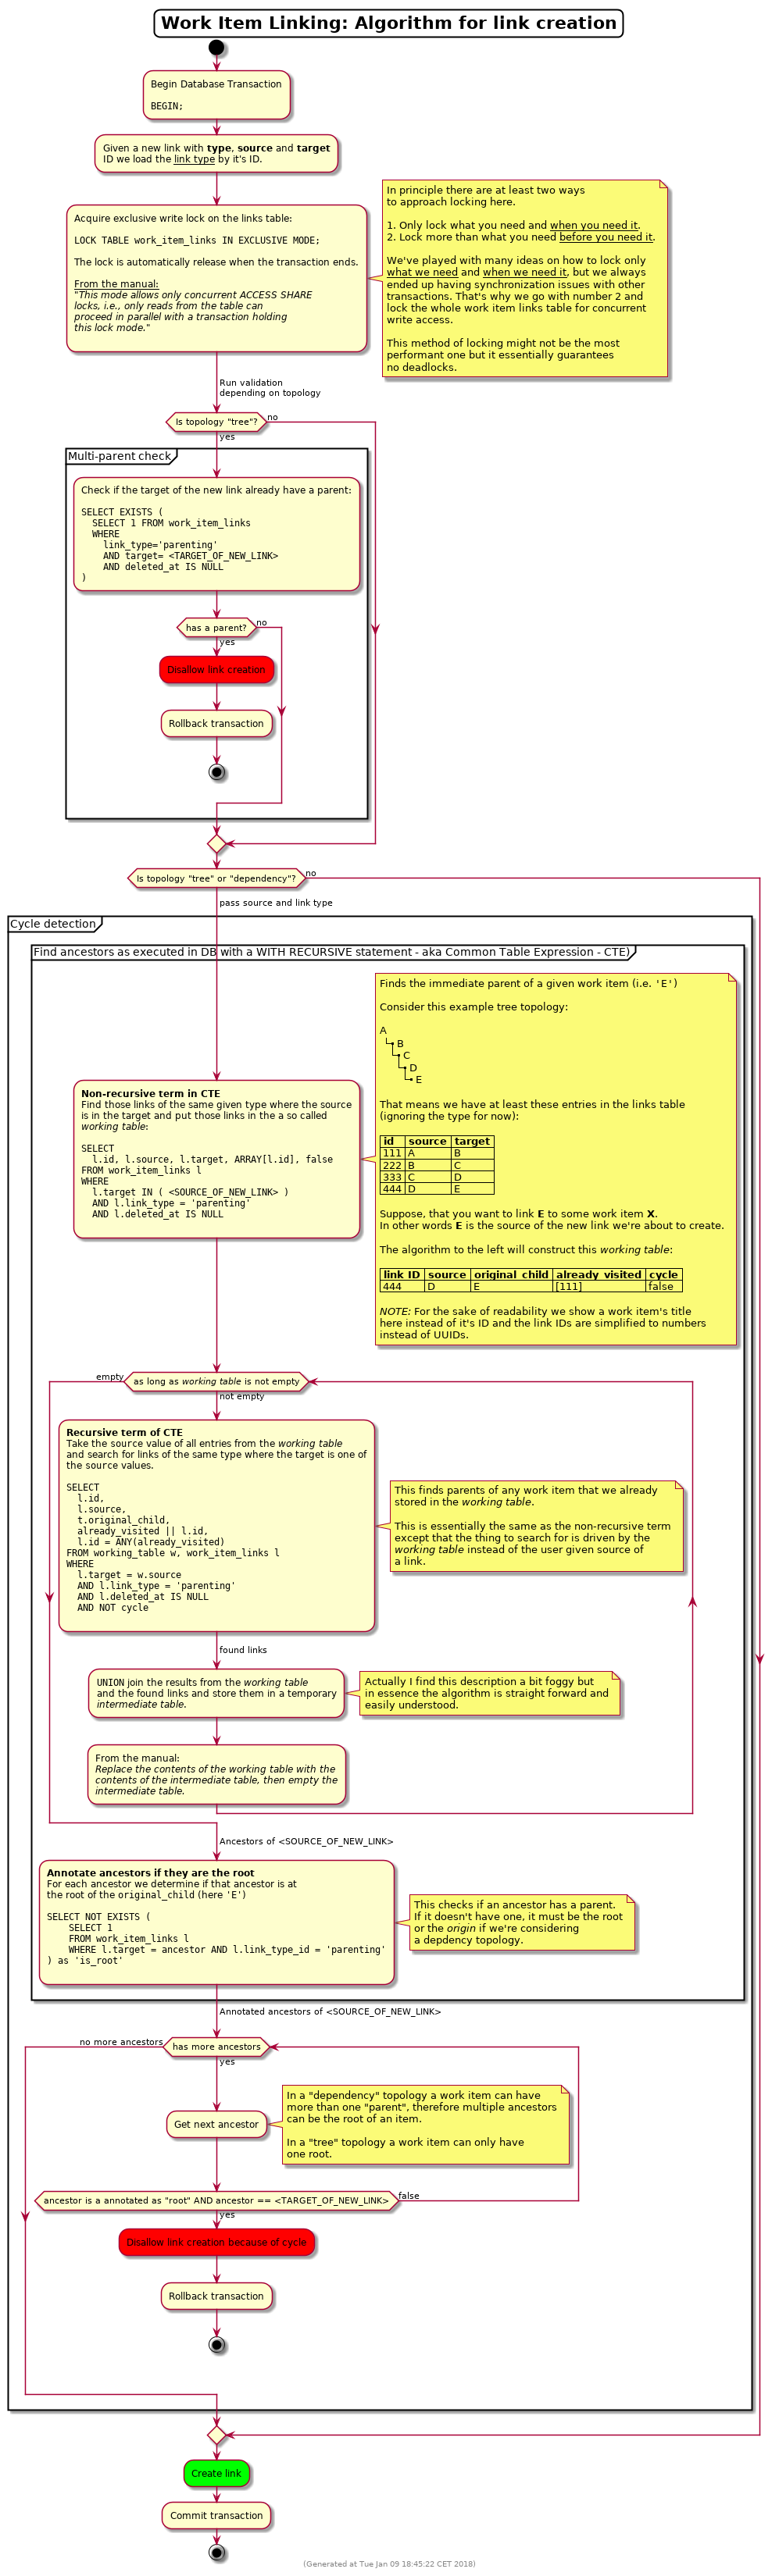 Work Item Linking: Algorithm for link creation
Begin Database Transaction
BEGIN;
Given a new link with type, source and target
ID we load the link type by it's ID.
Acquire exclusive write lock on the links table:
LOCK TABLE work_item_links IN EXCLUSIVE MODE;
The lock is automatically release when the transaction ends.
From the manual:
"This mode allows only concurrent ACCESS SHARE
locks, i.e., only reads from the table can
proceed in parallel with a transaction holding
this lock mode."
In principle there are at least two ways
to approach locking here.
1. Only lock what you need and when you need it.
2. Lock more than what you need before you need it.
We've played with many ideas on how to lock only
what we need and when we need it, but we always
ended up having synchronization issues with other
transactions. That's why we go with number 2 and
lock the whole work item links table for concurrent
write access.
This method of locking might not be the most
performant one but it essentially guarantees
no deadlocks.
Run validation
depending on topology
Is topology "tree"?
no
yes
Multi-parent check
Check if the target of the new link already have a parent:
SELECT EXISTS (
SELECT 1 FROM work_item_links
WHERE
link_type='parenting'
AND target= <TARGET_OF_NEW_LINK>
AND deleted_at IS NULL
)
has a parent?
no
yes
Disallow link creation
Rollback transaction
Is topology "tree" or "dependency"?
no
pass source and link type
Cycle detection
Find ancestors as executed in DB with a WITH RECURSIVE statement - aka Common Table Expression - CTE)
Non-recursive term in CTE
Find those links of the same given type where the source
is in the target and put those links in the a so called
working table:
SELECT
l.id, l.source, l.target, ARRAY[l.id], false
FROM work_item_links l
WHERE
l.target IN ( <SOURCE_OF_NEW_LINK> )
AND l.link_type = 'parenting'
AND l.deleted_at IS NULL
Finds the immediate parent of a given work item (i.e. 'E')
Consider this example tree topology:
A
B
C
D
E
That means we have at least these entries in the links table
(ignoring the type for now):
id source target
111 A B
222 B C
333 C D
444 D E
Suppose, that you want to link E to some work item X.
In other words E is the source of the new link we're about to create.
The algorithm to the left will construct this working table:
link_ID source original_child already_visited cycle
444 D E [111] false
NOTE: For the sake of readability we show a work item's title
here instead of it's ID and the link IDs are simplified to numbers
instead of UUIDs.
empty
as long as working table is not empty
not empty
Recursive term of CTE
Take the source value of all entries from the working table
and search for links of the same type where the target is one of
the source values.
SELECT
l.id,
l.source,
t.original_child,
already_visited || l.id,
l.id = ANY(already_visited)
FROM working_table w, work_item_links l
WHERE
l.target = w.source
AND l.link_type = 'parenting'
AND l.deleted_at IS NULL
AND NOT cycle
This finds parents of any work item that we already
stored in the working table.
This is essentially the same as the non-recursive term
except that the thing to search for is driven by the
working table instead of the user given source of
a link.
found links
UNION join the results from the working table
and the found links and store them in a temporary
intermediate table.
Actually I find this description a bit foggy but
in essence the algorithm is straight forward and
easily understood.
From the manual:
Replace the contents of the working table with the
contents of the intermediate table, then empty the
intermediate table.
Ancestors of <SOURCE_OF_NEW_LINK>
Annotate ancestors if they are the root
For each ancestor we determine if that ancestor is at
the root of the original_child (here 'E')
SELECT NOT EXISTS (
SELECT 1
FROM work_item_links l
WHERE l.target = ancestor AND l.link_type_id = 'parenting'
) as 'is_root'
This checks if an ancestor has a parent.
If it doesn't have one, it must be the root
or the origin if we're considering
a depdency topology.
Annotated ancestors of <SOURCE_OF_NEW_LINK>
no more ancestors
has more ancestors
yes
Get next ancestor
In a "dependency" topology a work item can have
more than one "parent", therefore multiple ancestors
can be the root of an item.
In a "tree" topology a work item can only have
one root.
ancestor is a annotated as "root" AND ancestor == <TARGET_OF_NEW_LINK>
false
yes
Disallow link creation because of cycle
Rollback transaction
Create link
Commit transaction
(Generated at Tue Jan 09 18:45:22 CET 2018)